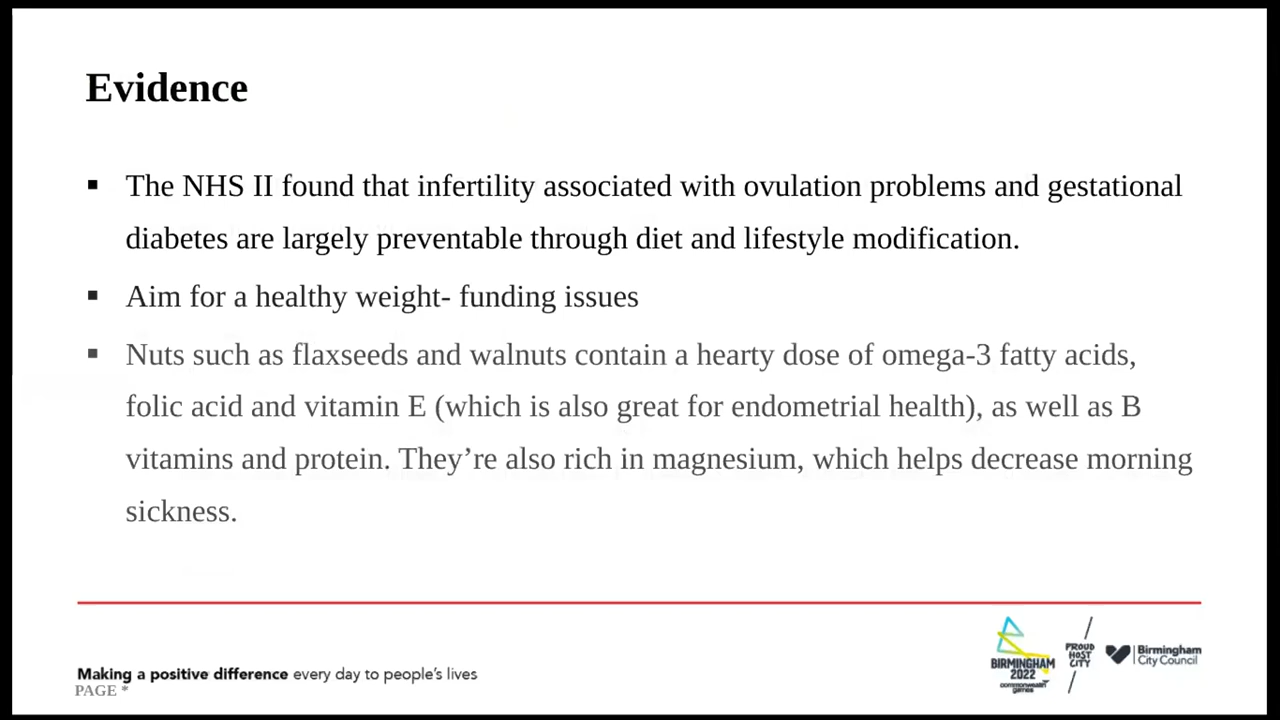 Evidence
▪ The NHS II found that infertility associated with ovulation problems and gestational
diabetes are largely preventable through diet and lifestyle modification.
▪ Aim for a healthy weight- funding issues
▪ Nuts such as flaxseeds and walnuts contain a hearty dose of omega-3 fatty acids,
folic acid and vitamin E (which is also great for endometrial health), as well as B
vitamins and protein. They’re also rich in magnesium, which helps decrease morning
sickness.
Making a positive difference every day to people’s lives
PAGE *
BIRMINGHAM
2022
commonwealth
games
PROUD
HOST
CITY
Birmingham
City Council